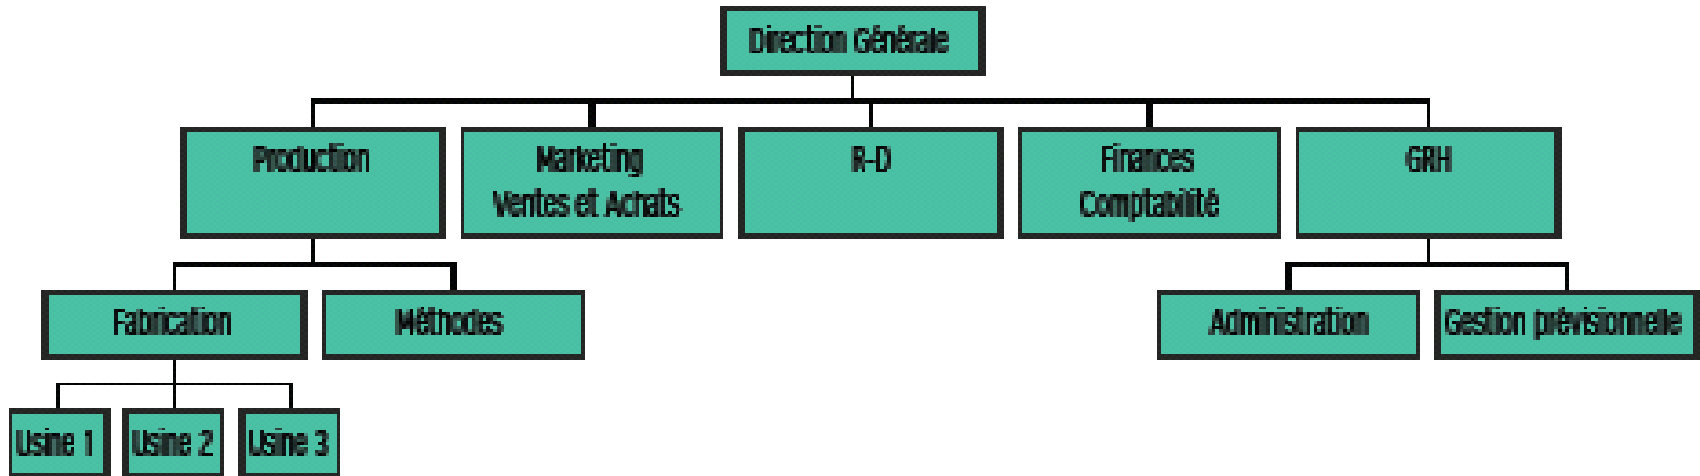 Direction Générale
Production
Marketing
Ventes et Achats
R-D
Finances
Comptabilité
GRH
Fabrication
Méthodes
Administration
Gestion prévisionnelle
Usine 1
Usine 2
Usine 3